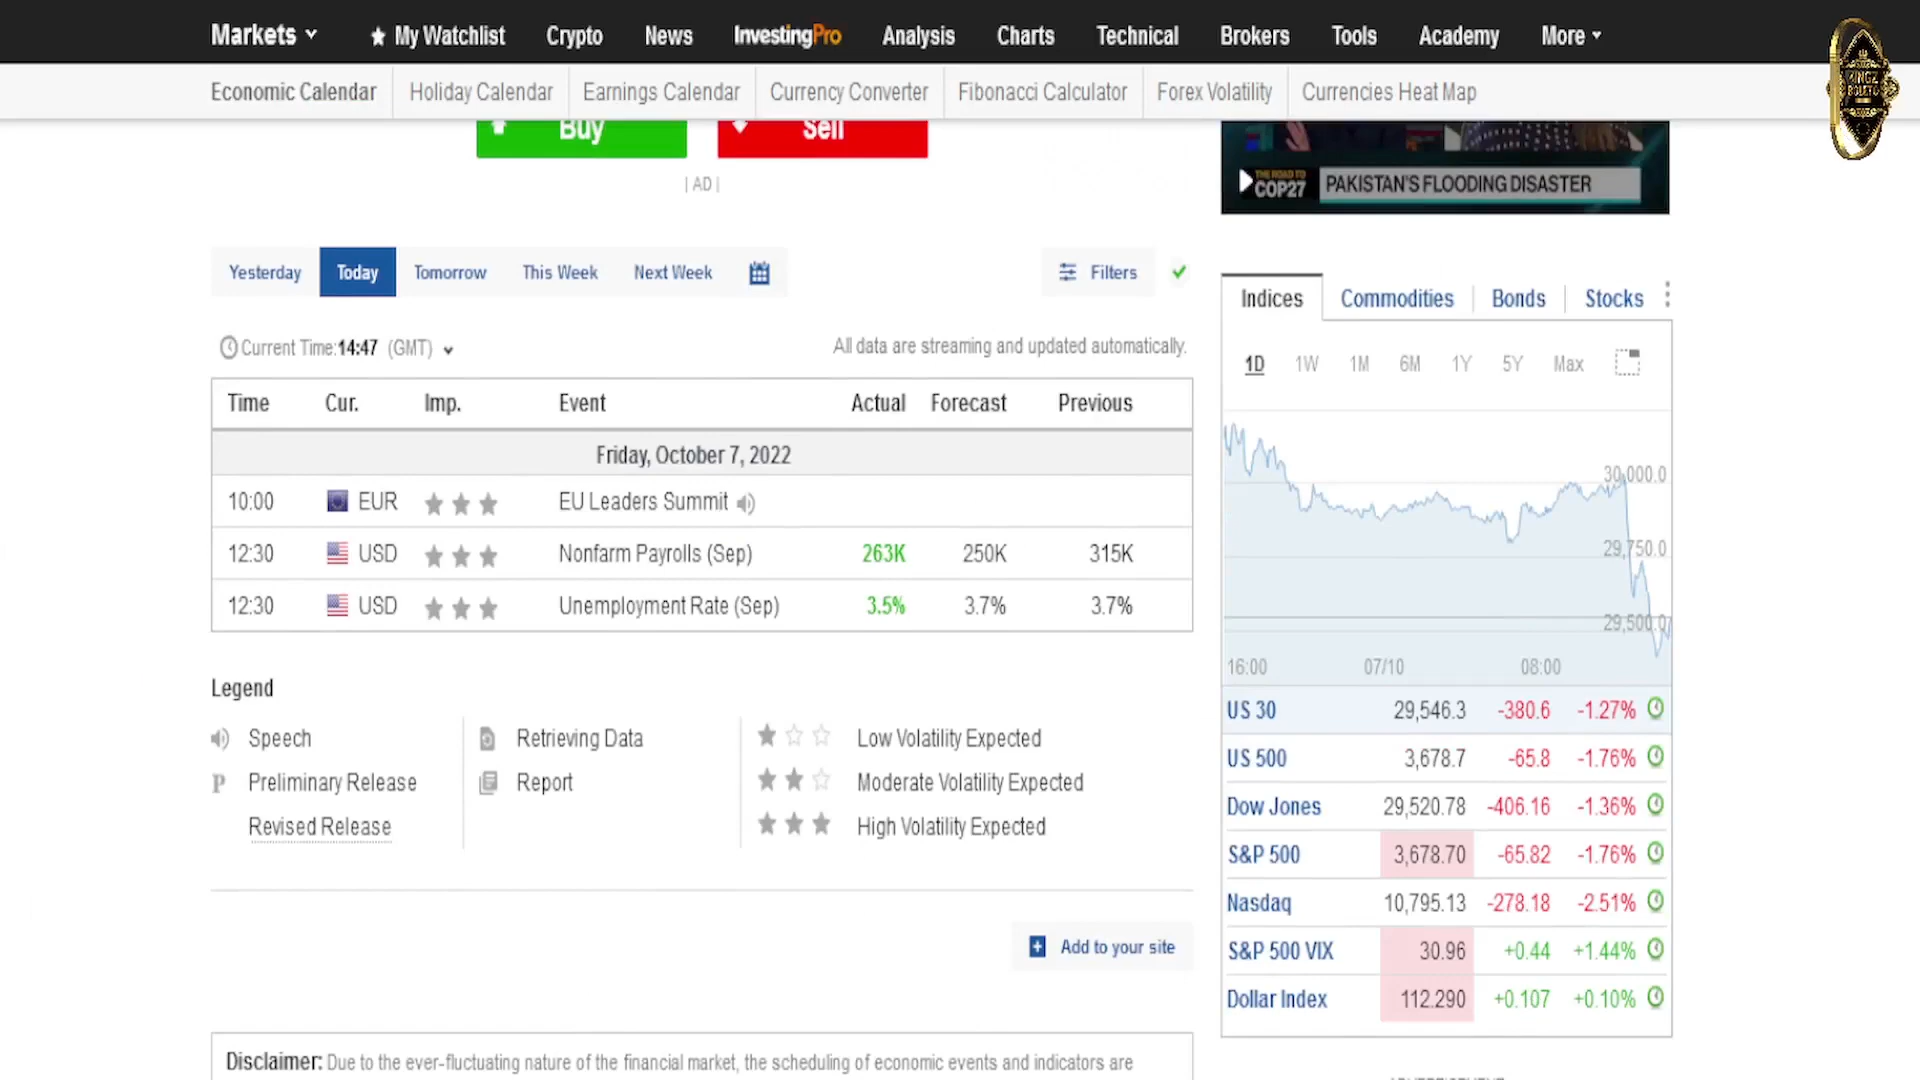 Markets My Watchlist Crypto News InvestingPro Analysis Charts Technical Brokers Tools Academy More
Economic Calendar Holiday Calendar Earnings Calendar Currency Converter Fibonacci Calculator Forex Volatility Currencies Heat Map
Buy Sell
| AD |
THE ROAD TO
COP27 PAKISTAN'S FLOODING DISASTER
Yesterday Today Tomorrow This Week Next Week Filters
Current Time:14:47 (GMT) All data are streaming and updated automatically.
Time Cur. Imp. Event Actual Forecast Previous
Friday, October 7, 2022
10:00 EUR EU Leaders Summit
12:30 USD Nonfarm Payrolls (Sep) 263K 250K 315K
12:30 USD Unemployment Rate (Sep) 3.5% 3.7% 3.7%
Legend
Speech Retrieving Data Low Volatility Expected
P Preliminary Release Report Moderate Volatility Expected
Revised Release High Volatility Expected
Add to your site
Disclaimer: Due to the ever-fluctuating nature of the financial market, the scheduling of economic events and indicators are
Indices Commodities Bonds Stocks
1D 1W 1M 6M 1Y 5Y Max
30,000.0
29,750.0
29,500.0
16:00 07/10 08:00
US 30 29,546.3 -380.6 -1.27%
US 500 3,678.7 -65.8 -1.76%
Dow Jones 29,520.78 -406.16 -1.36%
S&P 500 3,678.70 -65.82 -1.76%
Nasdaq 10,795.13 -278.18 -2.51%
S&P 500 VIX 30.96 +0.44 +1.44%
Dollar Index 112.290 +0.107 +0.10%